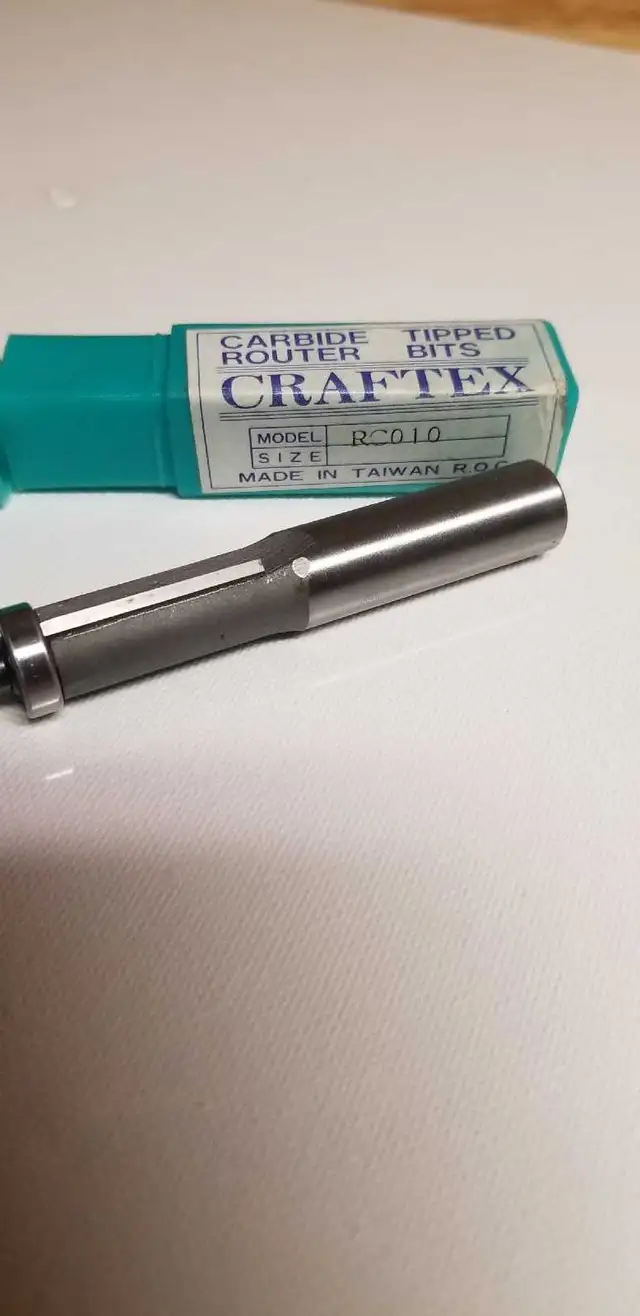 CARBIDE TIPPED
ROUTER BITS
CRAFTEX
MODEL RC010
SIZE
MADE IN TAIWAN R.O.C